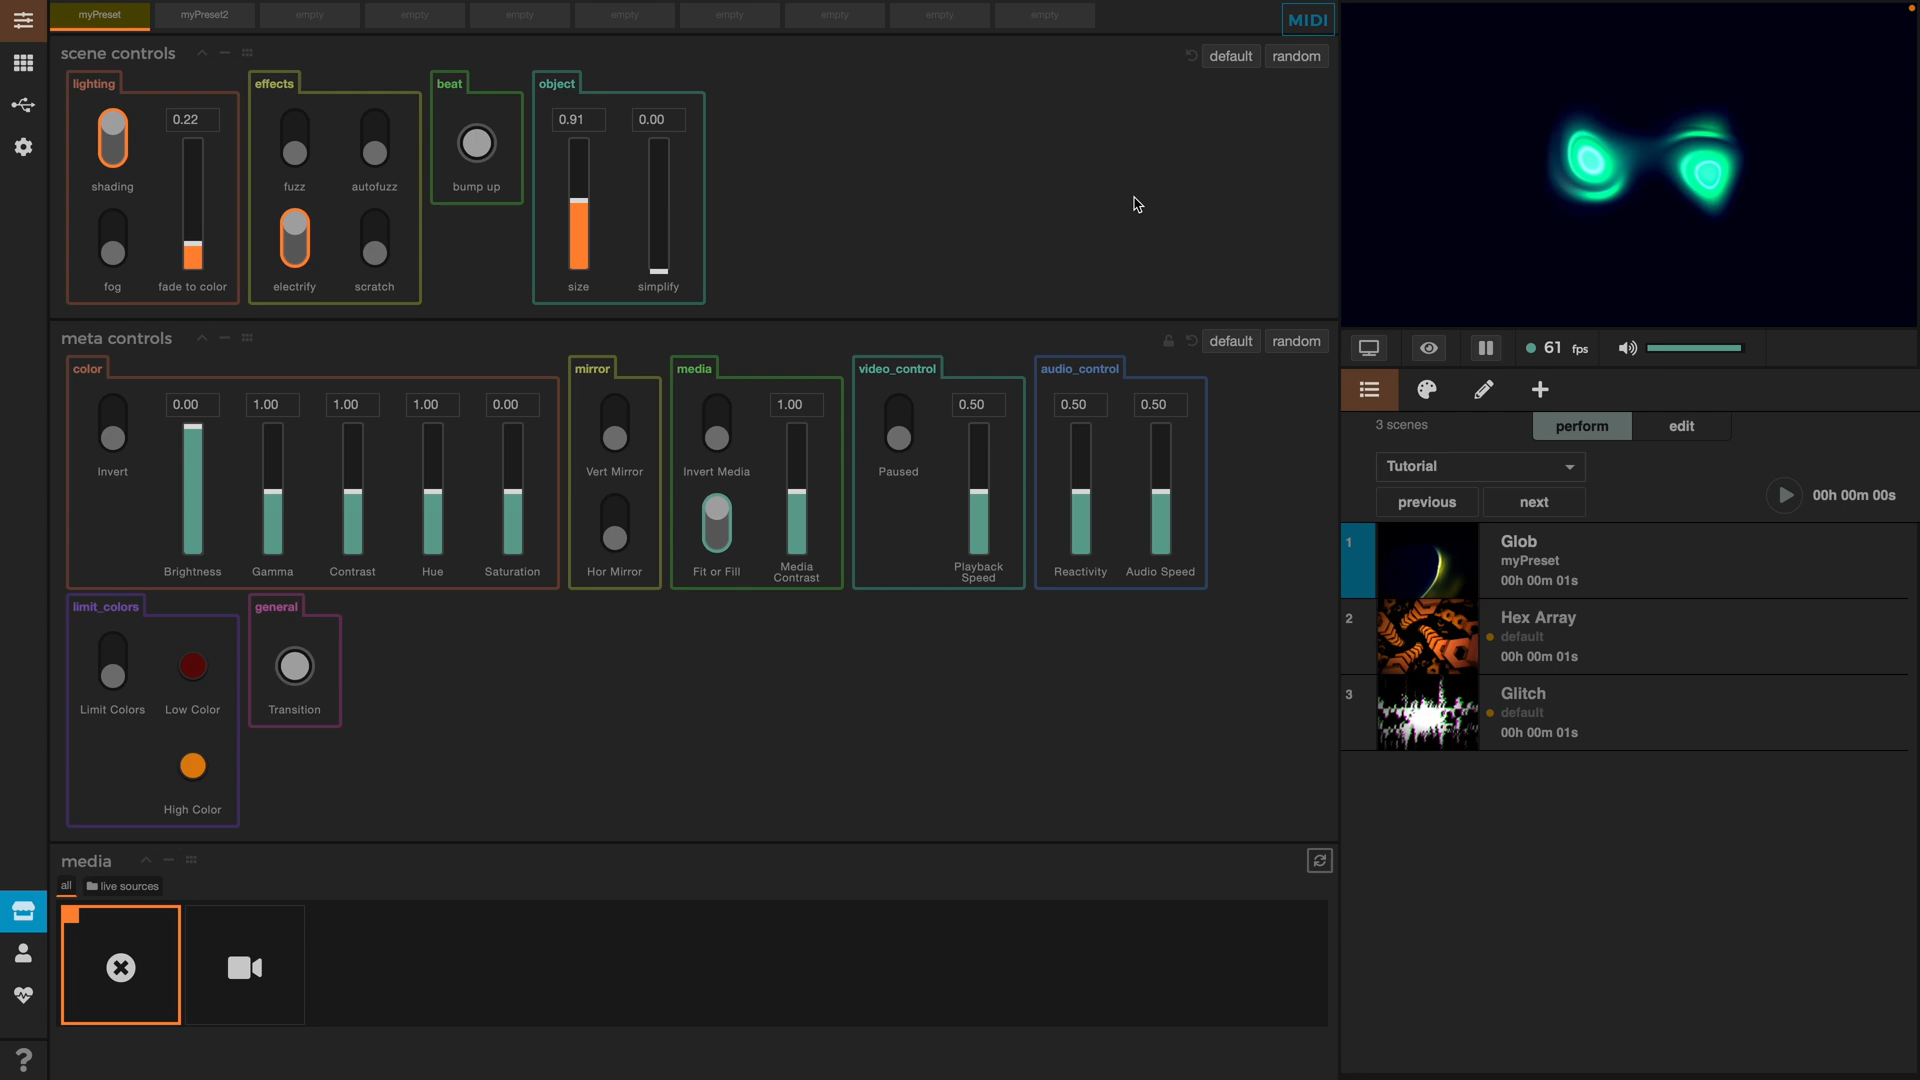 myPreset
myPreset2
empty
empty
empty
empty
empty
empty
empty
empty
MIDI
scene controls
default
random
lighting
effects
beat
object
0.22
0.91
0.00
shading
fuzz
autofuzz
bump up
fog
fade to color
electrify
scratch
size
simplify
meta controls
default
random
color
mirror
media
video_control
audio_control
0.00
1.00
1.00
1.00
0.00
1.00
0.50
0.50
0.50
Invert
Vert Mirror
Invert Media
Paused
Brightness
Gamma
Contrast
Hue
Saturation
Hor Mirror
Fit or Fill
Media
Contrast
Playback
Speed
Reactivity
Audio Speed
limit_colors
general
Limit Colors
Low Color
Transition
High Color
media
all
live sources
61 fps
3 scenes
perform
edit
Tutorial
previous
next
00h 00m 00s
1
Glob
myPreset
00h 00m 01s
2
Hex Array
default
00h 00m 01s
3
Glitch
default
00h 00m 01s